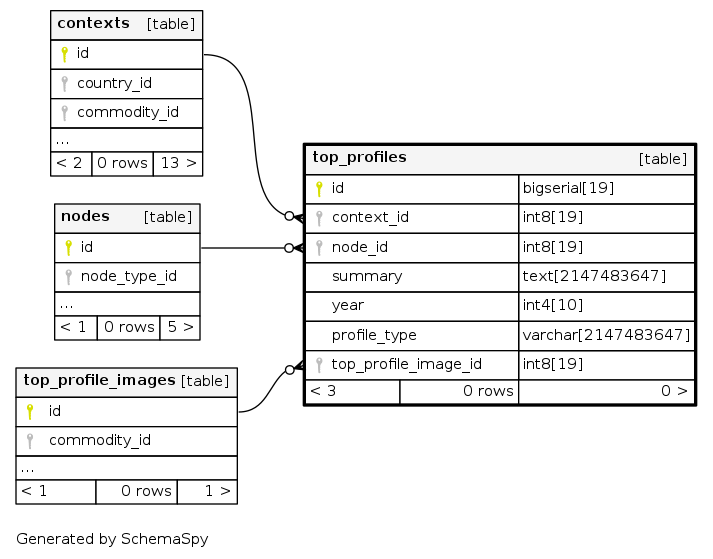 contexts [table]
id
country_id
commodity_id
...
< 2 0 rows 13 >
nodes [table]
id
node_type_id
...
< 1 0 rows 5 >
top_profile_images [table]
id
commodity_id
...
< 1 0 rows 1 >
top_profiles [table]
id bigserial[19]
context_id int8[19]
node_id int8[19]
summary text[2147483647]
year int4[10]
profile_type varchar[2147483647]
top_profile_image_id int8[19]
< 3 0 rows 0 >
Generated by SchemaSpy